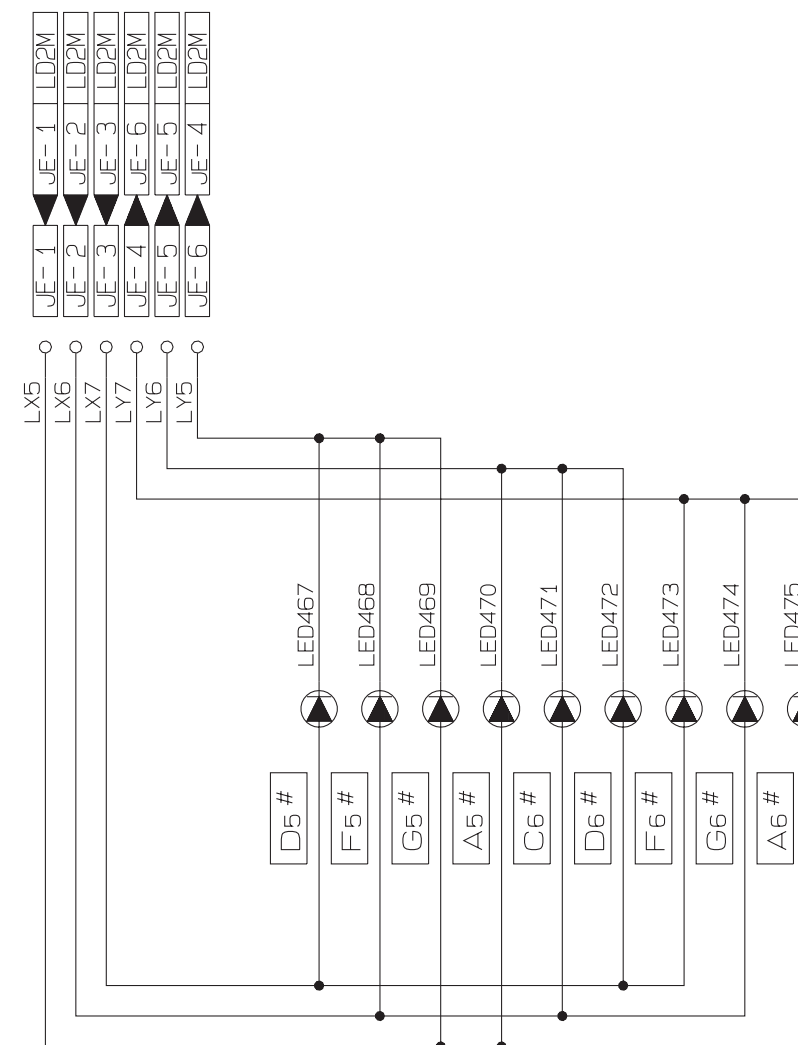 JE-1 LD2M
JE-2 LD2M
JE-3 LD2M
JE-6 LD2M
JE-5 LD2M
JE-4 LD2M
JE-1
JE-2
JE-3
JE-4
JE-5
JE-6
LX5
LX6
LX7
LY7
LY6
LY5
LED467
LED468
LED469
LED470
LED471
LED472
LED473
LED474
LED475
D5#
F5#
G5#
A5#
C6#
D6#
F6#
G6#
A6#